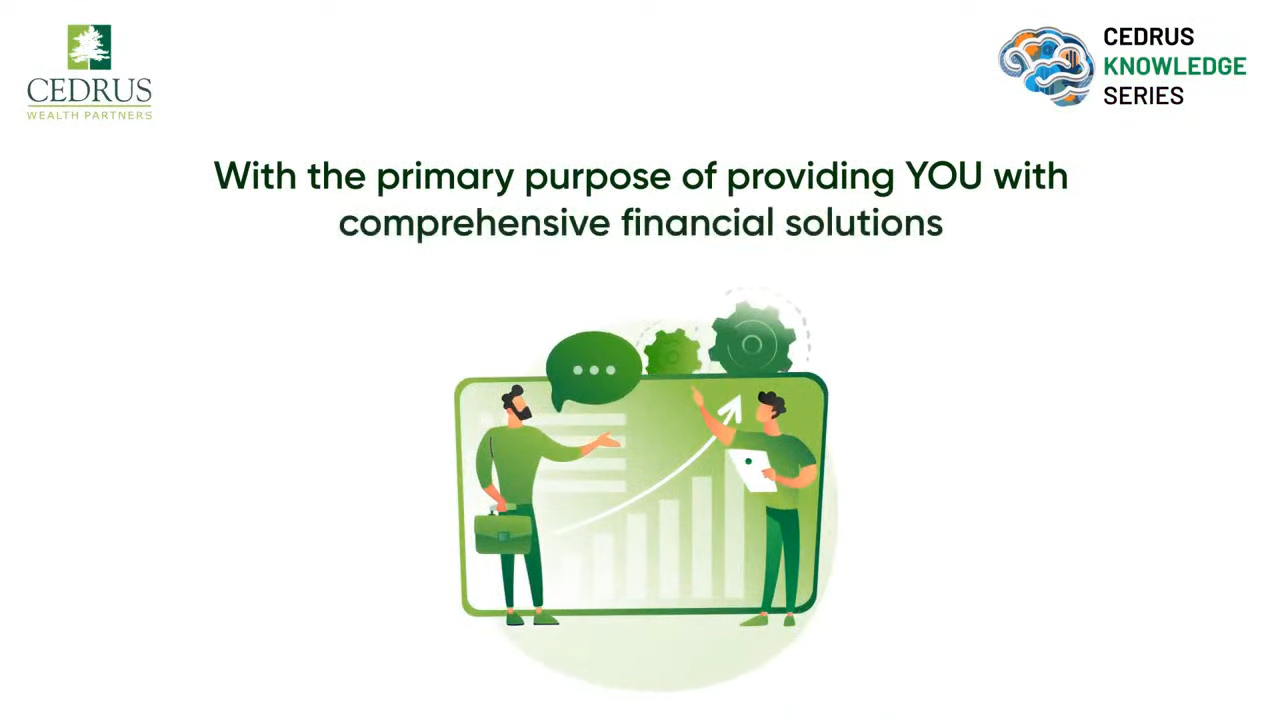 CEDRUS
WEALTH PARTNERS
CEDRUS
KNOWLEDGE
SERIES
With the primary purpose of providing YOU with
comprehensive financial solutions